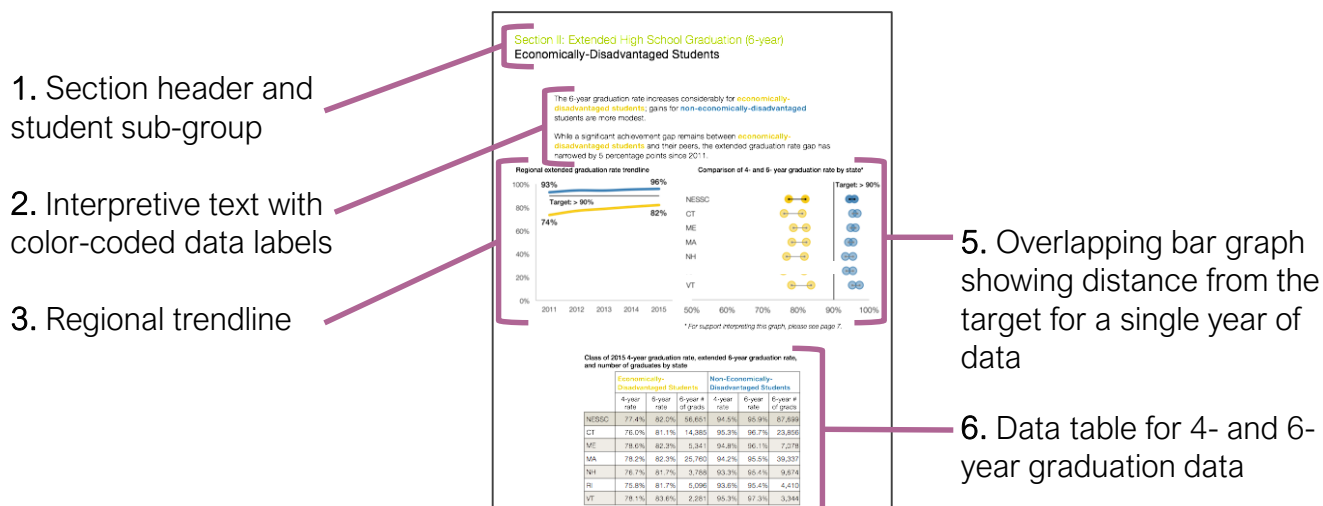 Section II: Extended High School Graduation (6-year)
Economically-Disadvantaged Students
1. Section header and
student sub-group
2. Interpretive text with
color-coded data labels
3. Regional trendline
The 6-year graduation rate increases considerably for economically-
disadvantaged students; gains for non-economically-disadvantaged
students are more modest.
While a significant achievement gap remains between economically-
disadvantaged students and their peers, the extended graduation rate gap has
narrowed by 5 percentage points since 2011.
Regional extended graduation rate trendline
100%
80%
60%
40%
20%
0%
93%
96%
Target: > 90%
74%
82%
2011 2012 2013 2014 2015
Comparison of 4- and 6- year graduation rate by state*
Target: > 90%
NESSC
CT
ME
MA
NH
VT
50% 60% 70% 80% 90% 100%
* For support interpreting this graph, please see page 7.
5. Overlapping bar graph
showing distance from the
target for a single year of
data
6. Data table for 4- and 6-
year graduation data
Class of 2015 4-year graduation rate, extended 6-year graduation rate,
and number of graduates by state
Economically-
Disadvantaged Students
Non-Economically-
Disadvantaged Students
4-year rate 6-year rate 6-year # of grads 4-year rate 6-year rate 6-year # of grads
NESSC 77.4% 82.0% 56,651 94.5% 95.9% 87,699
CT 76.0% 81.1% 14,385 95.3% 96.7% 23,856
ME 78.6% 82.3% 5,341 94.8% 96.1% 7,078
MA 78.2% 82.3% 25,760 94.2% 95.5% 39,337
NH 76.7% 81.7% 3,788 93.3% 95.4% 9,674
RI 75.8% 81.7% 5,096 93.6% 95.4% 4,410
VT 78.1% 83.6% 2,281 95.3% 97.3% 3,344